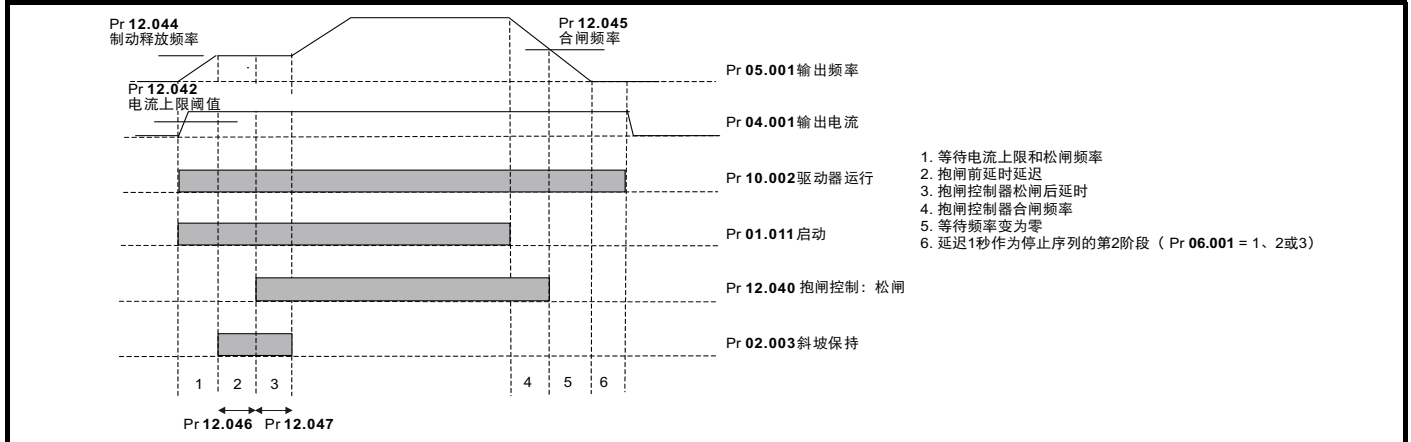 Pr 12.044
制动释放频率
Pr 12.045
合闸频率
Pr 05.001输出频率
Pr 12.042
电流上限阈值
Pr 04.001输出电流
Pr 10.002驱动器运行
Pr 01.011启动
Pr 12.040 抱闸控制：松闸
Pr 02.003斜坡保持
1 2 3 4 5 6
Pr 12.046 Pr 12.047
1. 等待电流上限和松闸频率
2. 抱闸前延时延迟
3. 抱闸控制器松闸后延时
4. 抱闸控制器合闸频率
5. 等待频率变为零
6. 延迟1秒作为停止序列的第2阶段（ Pr 06.001 = 1、2或3）